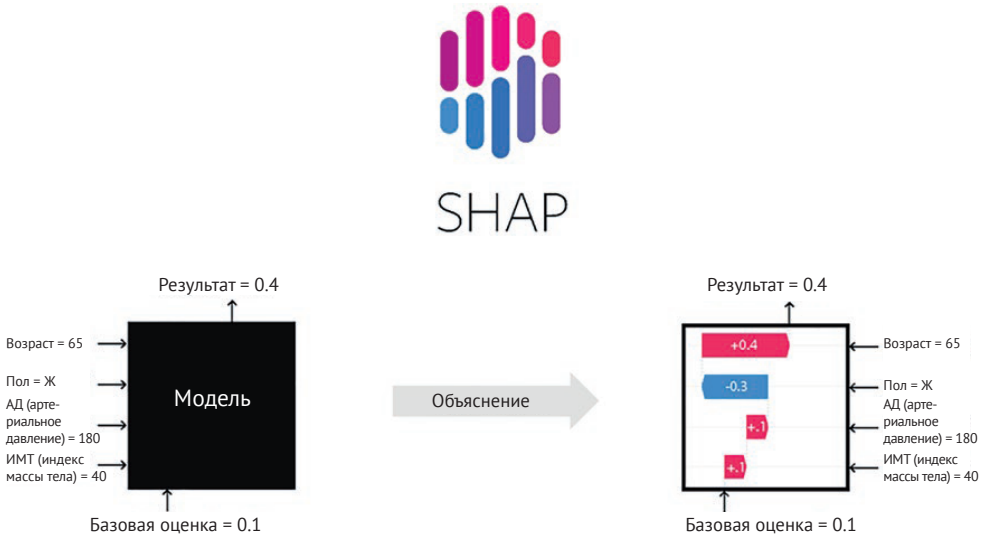 SHAP
Результат = 0.4
Возраст = 65
Пол = Ж
АД (арте-
риальное
давление) = 180
ИМТ (индекс
массы тела) = 40
Модель
Базовая оценка = 0.1
Объяснение
Результат = 0.4
+0.4
-0.3
+.1
+.1
Возраст = 65
Пол = Ж
АД (арте-
риальное
давление) = 180
ИМТ (индекс
массы тела) = 40
Базовая оценка = 0.1